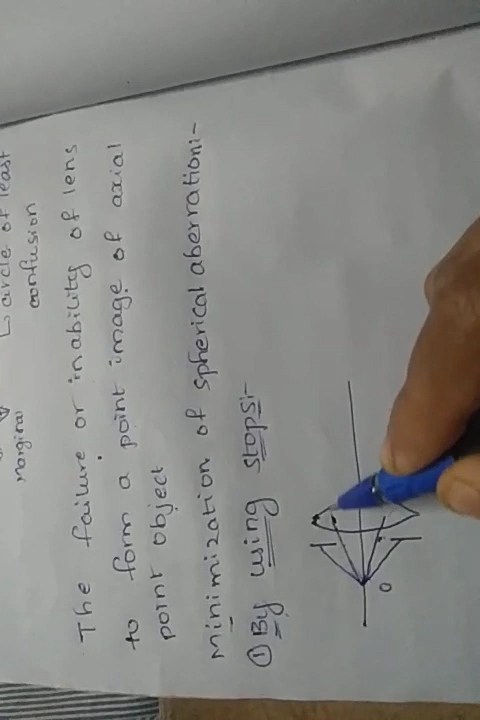 circle of least
confusion
marginal
The failure or inability of lens
to form a point image of axial
point object
Minimization of spherical aberration:-
① By using stops:-
O